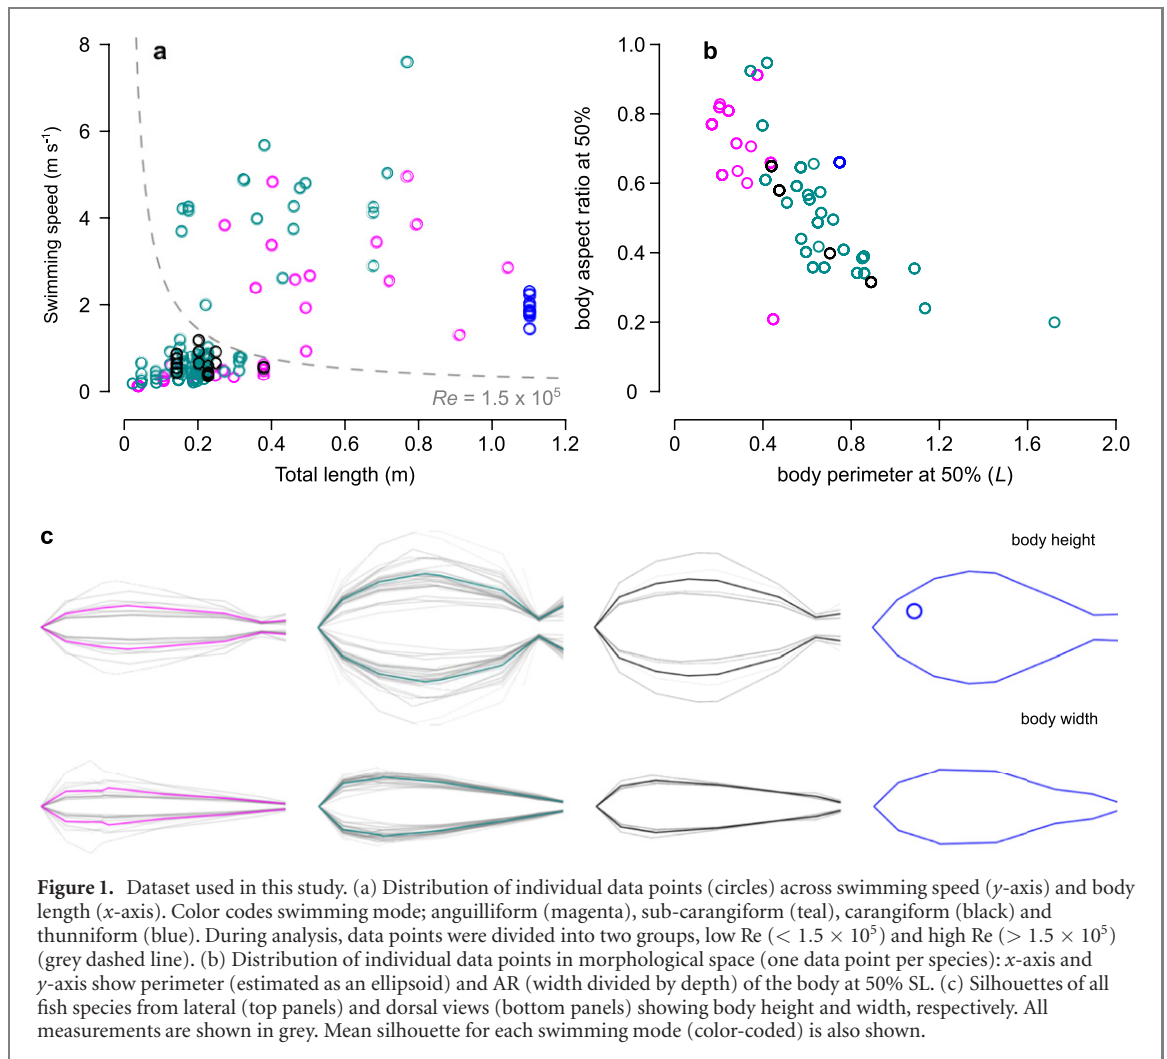 a
8
6
4
2
0
Swimming speed (m s⁻¹)
Re = 1.5 x 10⁵
0 0.2 0.4 0.6 0.8 1.0 1.2
Total length (m)
b
1.0
0.8
0.6
0.4
0.2
0
body aspect ratio at 50%
0 0.4 0.8 1.2 1.6 2.0
body perimeter at 50% (L)
c
body height
body width
Figure 1. Dataset used in this study. (a) Distribution of individual data points (circles) across swimming speed (y-axis) and body
length (x-axis). Color codes swimming mode; anguilliform (magenta), sub-carangiform (teal), carangiform (black) and
thunniform (blue). During analysis, data points were divided into two groups, low Re (< 1.5 × 10⁵) and high Re (> 1.5 × 10⁵)
(grey dashed line). (b) Distribution of individual data points in morphological space (one data point per species): x-axis and
y-axis show perimeter (estimated as an ellipsoid) and AR (width divided by depth) of the body at 50% SL. (c) Silhouettes of all
fish species from lateral (top panels) and dorsal views (bottom panels) showing body height and width, respectively. All
measurements are shown in grey. Mean silhouette for each swimming mode (color-coded) is also shown.